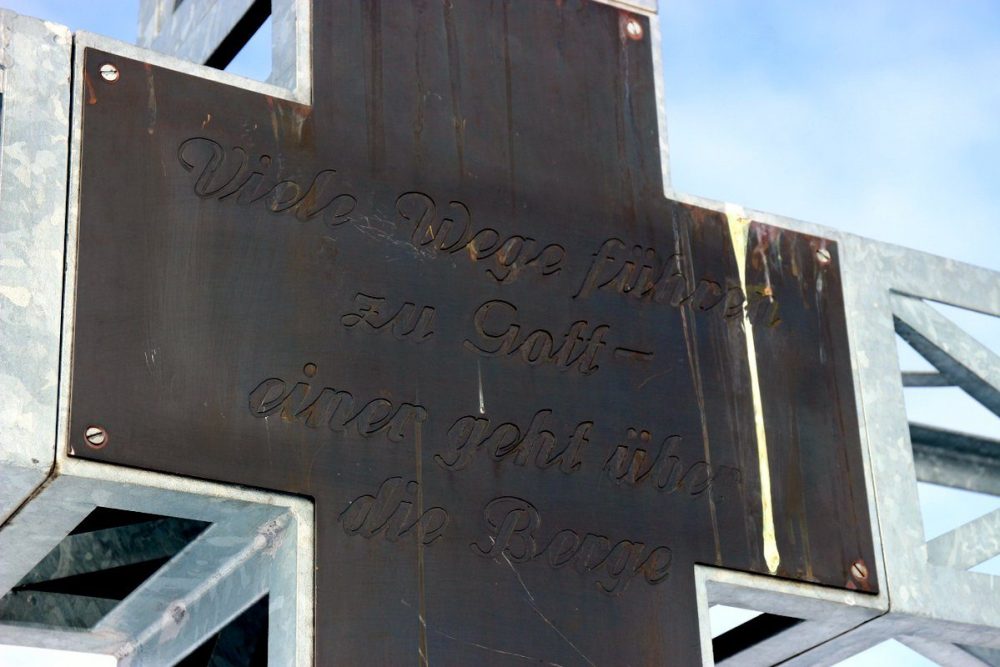 Viele Wege führen
zu Gott –
einer geht über
die Berge